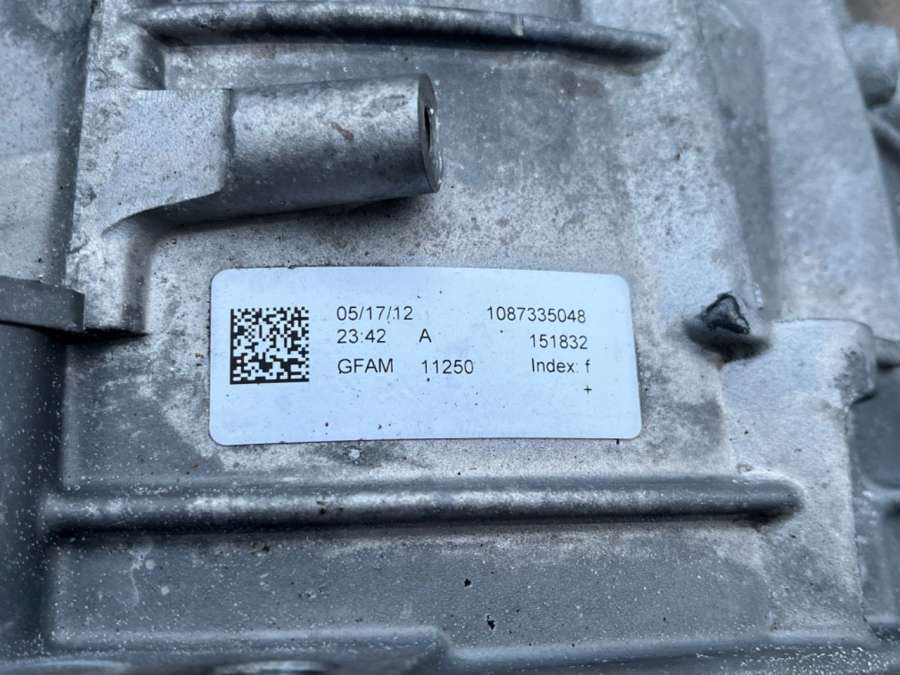 05/17/12 1087335048
23:42 A 151832
GFAM 11250 Index: f
+